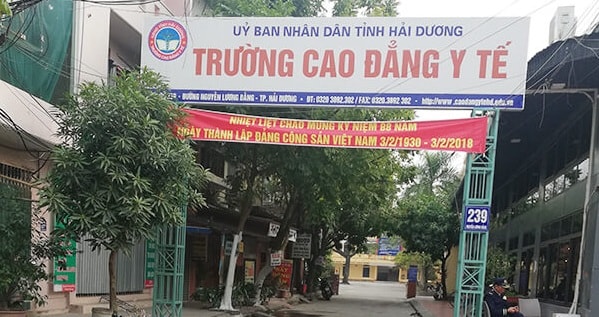 UỶ BAN NHÂN DÂN TỈNH HẢI DƯƠNG
TRƯỜNG CAO ĐẲNG Y TẾ
ĐƯỜNG NGUYỄN LƯƠNG BẰNG - TP. HẢI DƯƠNG - ĐT: 0320 3892.302 / FAX: 0320.3892 302 - http://www.caodangytehd.edu.vn
NHIỆT LIỆT CHÀO MỪNG KỶ NIỆM 88 NĂM
NGÀY THÀNH LẬP ĐẢNG CỘNG SẢN VIỆT NAM 3/2/1930 - 3/2/2018
239